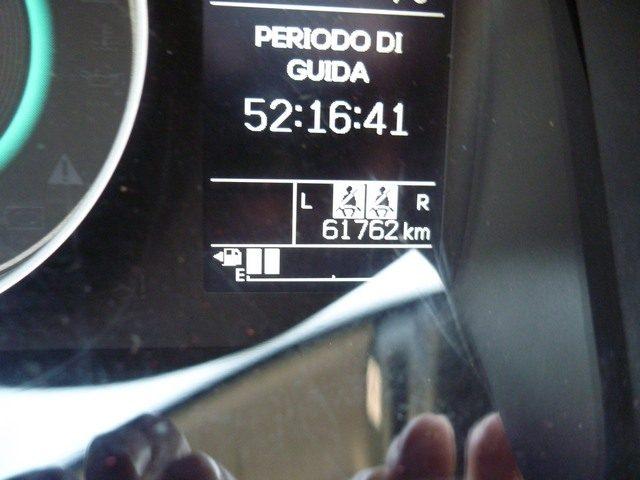 PERIODO DI
GUIDA
52:16:41
L R
61762 km
E